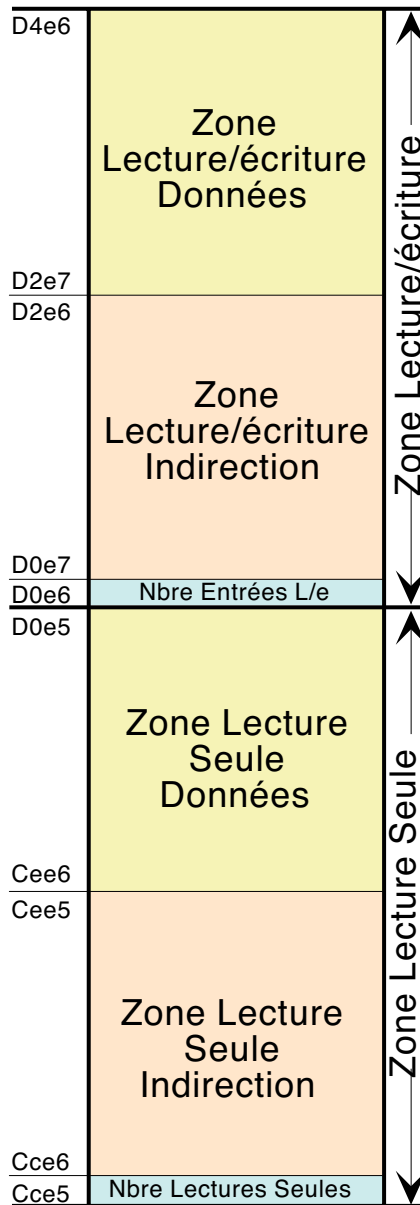 D4e6
Zone
Lecture/écriture
Données
D2e7
D2e6
Zone
Lecture/écriture
Indirection
D0e7
D0e6
Nbre Entrées L/e
Zone Lecture/écriture
D0e5
Zone Lecture
Seule
Données
Cee6
Cee5
Zone Lecture
Seule
Indirection
Cce6
Cce5
Nbre Lectures Seules
Zone Lecture Seule